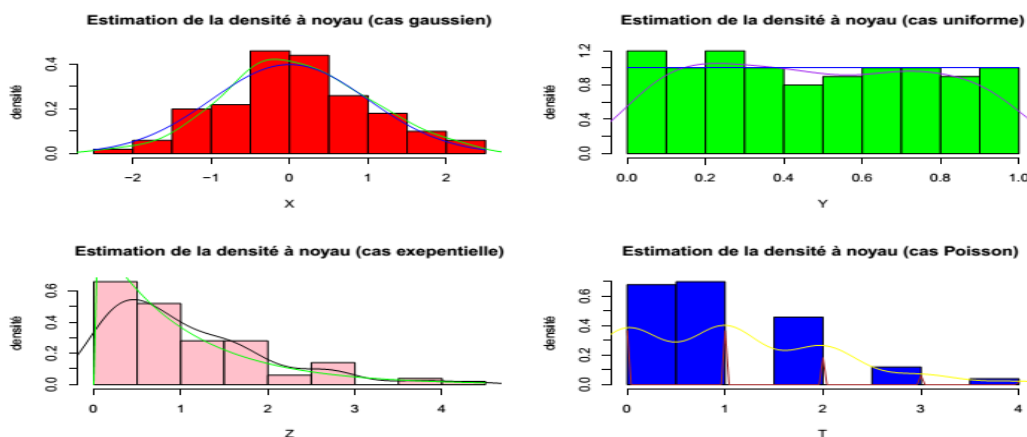 Estimation de la densité à noyau (cas gaussien)
densité
0.0 0.2 0.4
−2 −1 0 1 2
X
Estimation de la densité à noyau (cas uniforme)
densité
0.0 0.4 0.8 1.2
0.0 0.2 0.4 0.6 0.8 1.0
Y
Estimation de la densité à noyau (cas exepentielle)
densité
0.0 0.2 0.4 0.6
0 1 2 3 4
Z
Estimation de la densité à noyau (cas Poisson)
densité
0.0 0.2 0.4 0.6
0 1 2 3 4
T